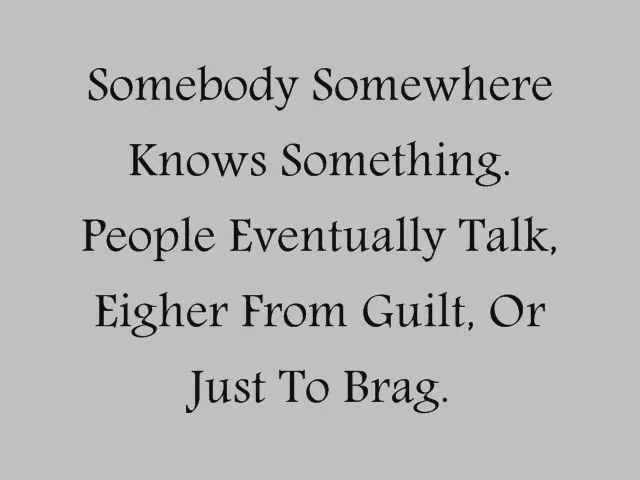 Somebody Somewhere
Knows Something.
People Eventually Talk,
Eigher From Guilt, Or
Just To Brag.